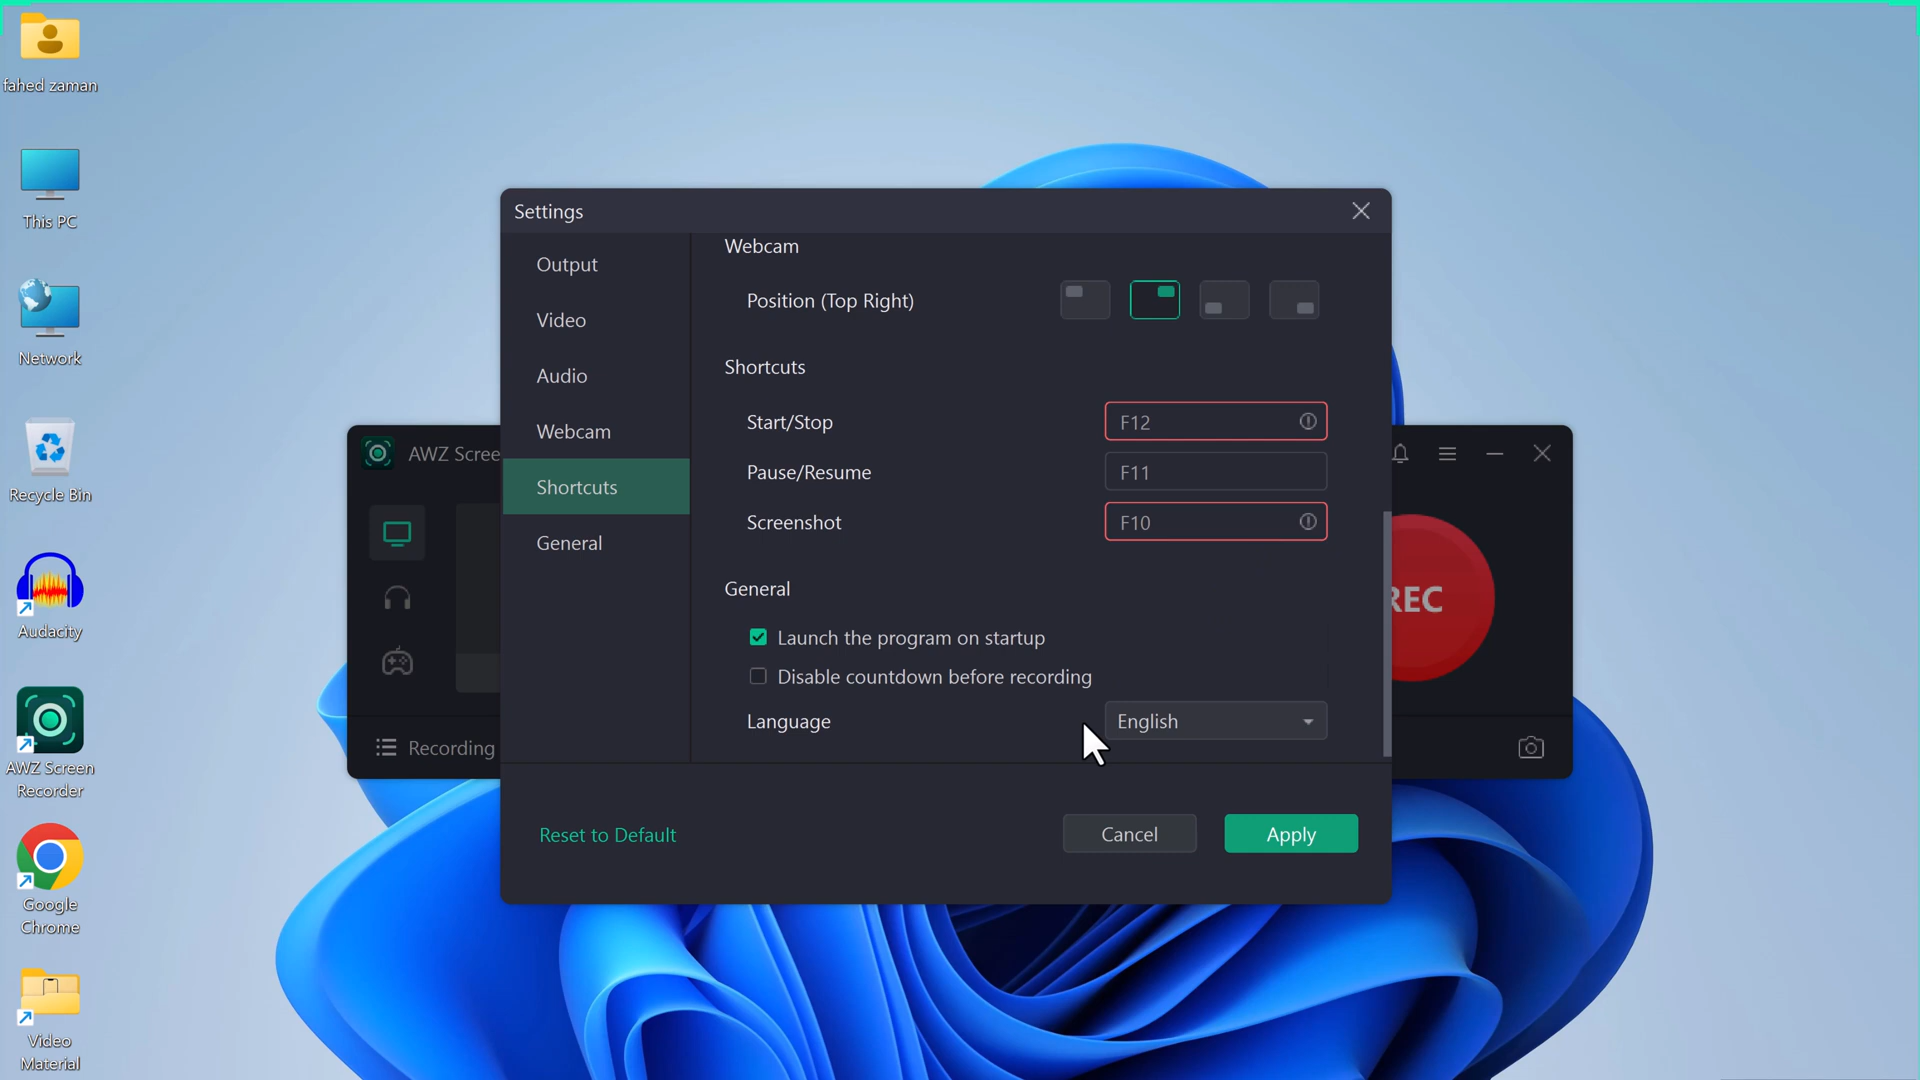 fahed zaman
This PC
Network
Recycle Bin
Audacity
AWZ Screen
Recorder
Google
Chrome
Video
Material
AWZ Scree
Recording
REC
Settings
Output
Video
Audio
Webcam
Shortcuts
General
Webcam
Position (Top Right)
Shortcuts
Start/Stop
F12
Pause/Resume
F11
Screenshot
F10
General
Launch the program on startup
Disable countdown before recording
Language
English
Reset to Default
Cancel
Apply